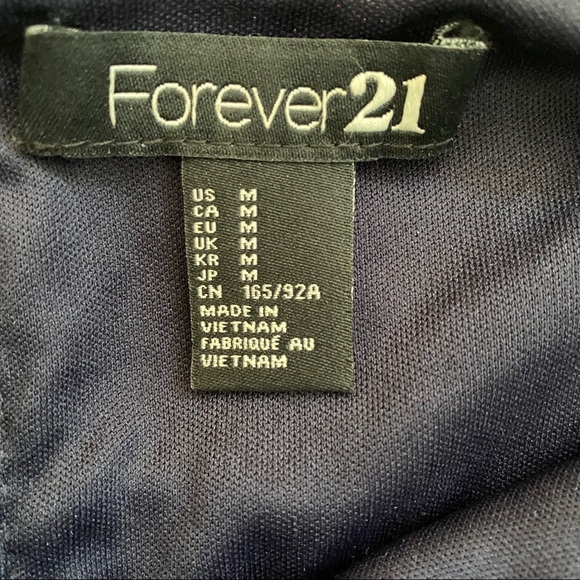 Forever21
US M
CA M
EU M
UK M
KR M
JP M
CN 165/92A
MADE IN
VIETNAM
FABRIQUÉ AU
VIETNAM